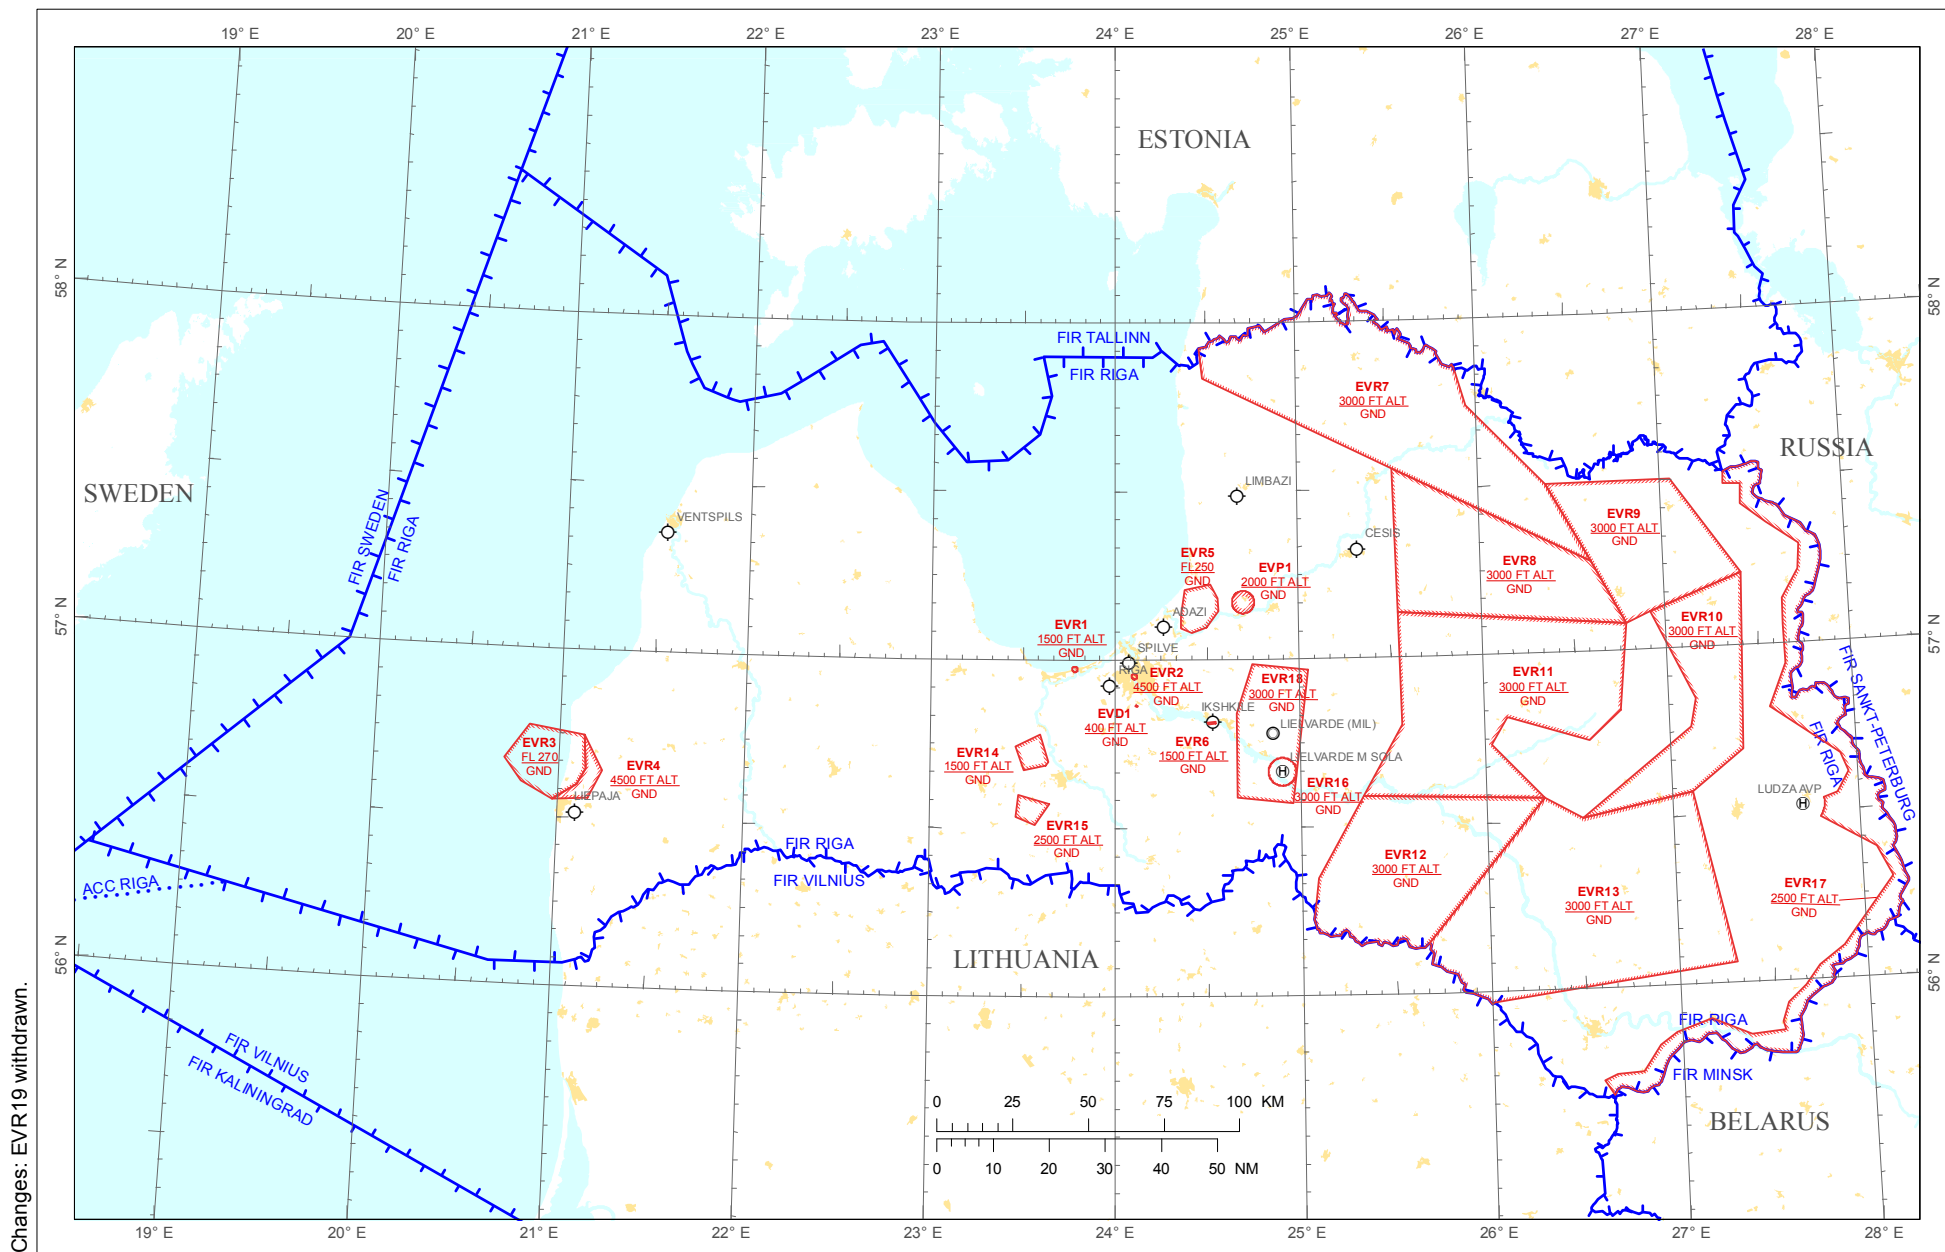 19° E 20° E 21° E 22° E 23° E 24° E 25° E 26° E 27° E 28° E
ESTONIA
58° N 58° N
FIR TALLINN
FIR RIGA
EVR7
3000 FT ALT
GND
RUSSIA
SWEDEN
LIMBAZI
VENTSPILS
FIR SWEDEN
FIR RIGA
CESIS
EVR9
3000 FT ALT
GND
EVR5
FL250
GND
EVP1
2000 FT ALT
GND
EVR8
3000 FT ALT
GND
57° N 57° N
ADAZI
EVR1
1500 FT ALT
GND
EVR10
3000 FT ALT
GND
SPILVE
RIGA
EVR2
4500 FT ALT
GND
EVR18
3000 FT ALT
GND
EVR11
3000 FT ALT
GND
FIR SANKT-PETERBURG
FIR RIGA
EVD1
400 FT ALT
GND
IKSHKILE
LIELVARDE (MIL)
EVR3
FL 270
GND
EVR4
4500 FT ALT
GND
EVR14
1500 FT ALT
GND
EVR6
1500 FT ALT
GND
LIELVARDE M SOLA
EVR16
3000 FT ALT
GND
LIEPAJA
LUDZA AVP
EVR15
2500 FT ALT
GND
FIR RIGA
FIR VILNIUS
ACC RIGA
EVR12
3000 FT ALT
GND
EVR13
3000 FT ALT
GND
EVR17
2500 FT ALT
GND
56° N 56° N
LITHUANIA
FIR RIGA
FIR MINSK
FIR VILNIUS
FIR KALININGRAD
BELARUS
0 25 50 75 100 KM
0 10 20 30 40 50 NM
19° E 20° E 21° E 22° E 23° E 24° E 25° E 26° E 27° E 28° E
Changes: EVR19 withdrawn.